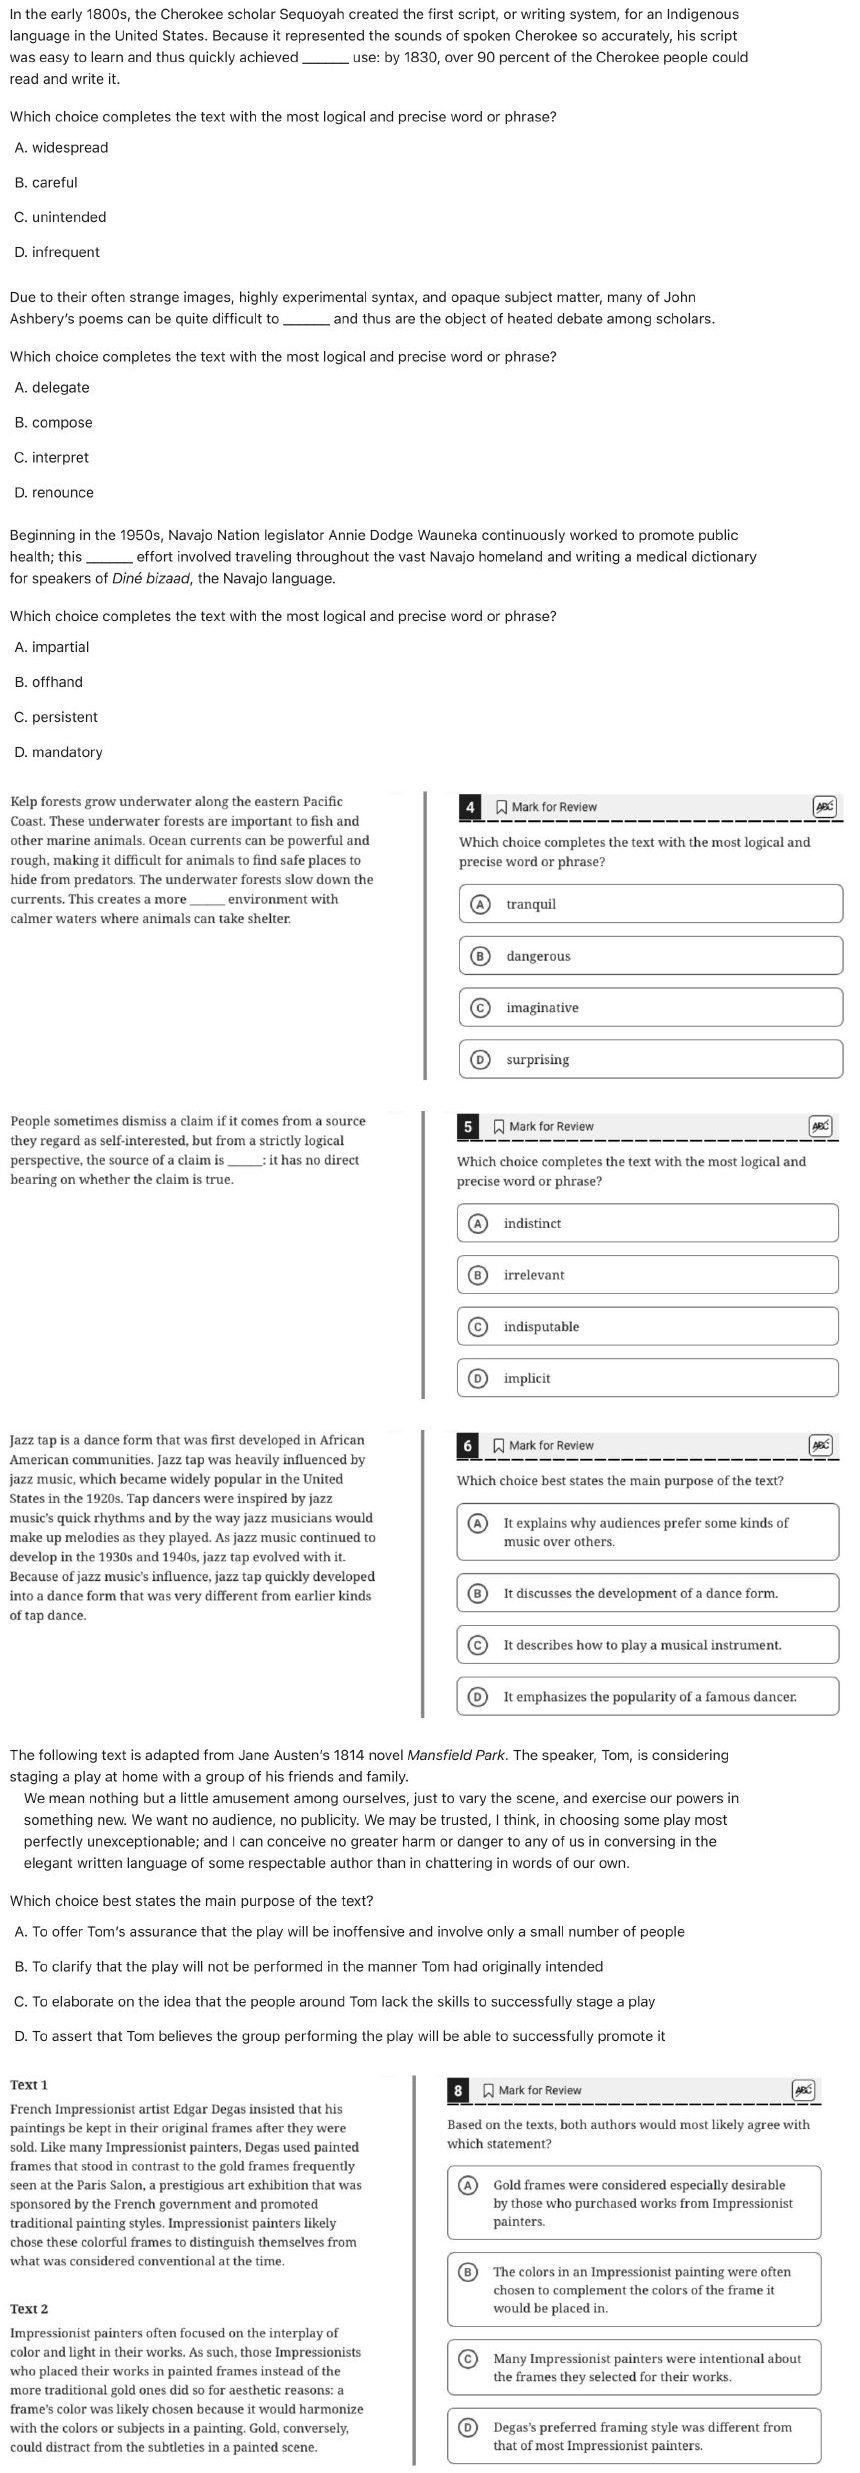 In the early 1800s, the Cherokee scholar Sequoyah created the first script, or writing system, for an Indigenous
language in the United States. Because it represented the sounds of spoken Cherokee so accurately, his script
was easy to learn and thus quickly achieved ______ use: by 1830, over 90 percent of the Cherokee people could
read and write it.
Which choice completes the text with the most logical and precise word or phrase?
A. widespread
B. careful
C. unintended
D. infrequent
Due to their often strange images, highly experimental syntax, and opaque subject matter, many of John
Ashbery's poems can be quite difficult to ______ and thus are the object of heated debate among scholars.
Which choice completes the text with the most logical and precise word or phrase?
A. delegate
B. compose
C. interpret
D. renounce
Beginning in the 1950s, Navajo Nation legislator Annie Dodge Wauneka continuously worked to promote public
health; this ______ effort involved traveling throughout the vast Navajo homeland and writing a medical dictionary
for speakers of Diné bizaad, the Navajo language.
Which choice completes the text with the most logical and precise word or phrase?
A. impartial
B. offhand
C. persistent
D. mandatory
Kelp forests grow underwater along the eastern Pacific
Coast. These underwater forests are important to fish and
other marine animals. Ocean currents can be powerful and
rough, making it difficult for animals to find safe places to
hide from predators. The underwater forests slow down the
currents. This creates a more ______ environment with
calmer waters where animals can take shelter.
4 Mark for Review ABC
Which choice completes the text with the most logical and
precise word or phrase?
A tranquil
B dangerous
C imaginative
D surprising
People sometimes dismiss a claim if it comes from a source
they regard as self-interested, but from a strictly logical
perspective, the source of a claim is ______: it has no direct
bearing on whether the claim is true.
5 Mark for Review ABC
Which choice completes the text with the most logical and
precise word or phrase?
A indistinct
B irrelevant
C indisputable
D implicit
Jazz tap is a dance form that was first developed in African
American communities. Jazz tap was heavily influenced by
jazz music, which became widely popular in the United
States in the 1920s. Tap dancers were inspired by jazz
music's quick rhythms and by the way jazz musicians would
make up melodies as they played. As jazz music continued to
develop in the 1930s and 1940s, jazz tap evolved with it.
Because of jazz music's influence, jazz tap quickly developed
into a dance form that was very different from earlier kinds
of tap dance.
6 Mark for Review ABC
Which choice best states the main purpose of the text?
A It explains why audiences prefer some kinds of
music over others.
B It discusses the development of a dance form.
C It describes how to play a musical instrument.
D It emphasizes the popularity of a famous dancer.
The following text is adapted from Jane Austen's 1814 novel Mansfield Park. The speaker, Tom, is considering
staging a play at home with a group of his friends and family.
We mean nothing but a little amusement among ourselves, just to vary the scene, and exercise our powers in
something new. We want no audience, no publicity. We may be trusted, I think, in choosing some play most
perfectly unexceptionable; and I can conceive no greater harm or danger to any of us in conversing in the
elegant written language of some respectable author than in chattering in words of our own.
Which choice best states the main purpose of the text?
A. To offer Tom's assurance that the play will be inoffensive and involve only a small number of people
B. To clarify that the play will not be performed in the manner Tom had originally intended
C. To elaborate on the idea that the people around Tom lack the skills to successfully stage a play
D. To assert that Tom believes the group performing the play will be able to successfully promote it
Text 1
French Impressionist artist Edgar Degas insisted that his
paintings be kept in their original frames after they were
sold. Like many Impressionist painters, Degas used painted
frames that stood in contrast to the gold frames frequently
seen at the Paris Salon, a prestigious art exhibition that was
sponsored by the French government and promoted
traditional painting styles. Impressionist painters likely
chose these colorful frames to distinguish themselves from
what was considered conventional at the time.
Text 2
Impressionist painters often focused on the interplay of
color and light in their works. As such, those Impressionists
who placed their works in painted frames instead of the
more traditional gold ones did so for aesthetic reasons: a
frame's color was likely chosen because it would harmonize
with the colors or subjects in a painting. Gold, conversely,
could distract from the subtleties in a painted scene.
8 Mark for Review ABC
Based on the texts, both authors would most likely agree with
which statement?
A Gold frames were considered especially desirable
by those who purchased works from Impressionist
painters.
B The colors in an Impressionist painting were often
chosen to complement the colors of the frame it
would be placed in.
C Many Impressionist painters were intentional about
the frames they selected for their works.
D Degas's preferred framing style was different from
that of most Impressionist painters.